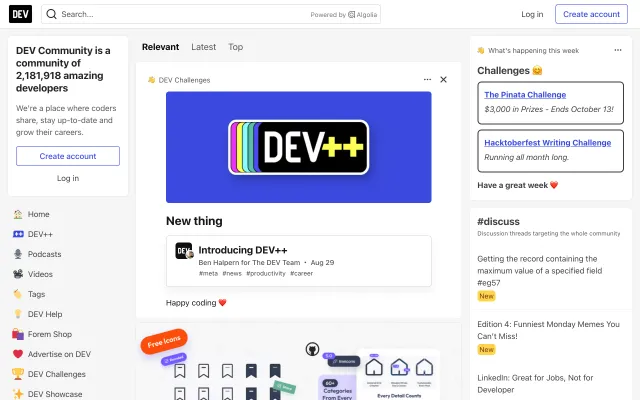 DEV
Search...
Powered by Algolia
Log in
Create account
DEV Community is a
community of
2,181,918 amazing
developers
We're a place where coders
share, stay up-to-date and
grow their careers.
Create account
Log in
Home
DEV++
Podcasts
Videos
Tags
DEV Help
Forem Shop
Advertise on DEV
DEV Challenges
DEV Showcase
Relevant
Latest
Top
DEV Challenges
DEV++
New thing
DEV
Introducing DEV++
Ben Halpern for The DEV Team • Aug 29
#meta #news #productivity #career
Happy coding
Free Icons
80+
Categories
From Every
Every Detail Counts
What's happening this week
Challenges
The Pinata Challenge
$3,000 in Prizes - Ends October 13!
Hacktoberfest Writing Challenge
Running all month long.
Have a great week
#discuss
Discussion threads targeting the whole community
Getting the record containing the
maximum value of a specified field
#eg57
New
Edition 4: Funniest Monday Memes You
Can't Miss!
New
LinkedIn: Great for Jobs, Not for
Developer